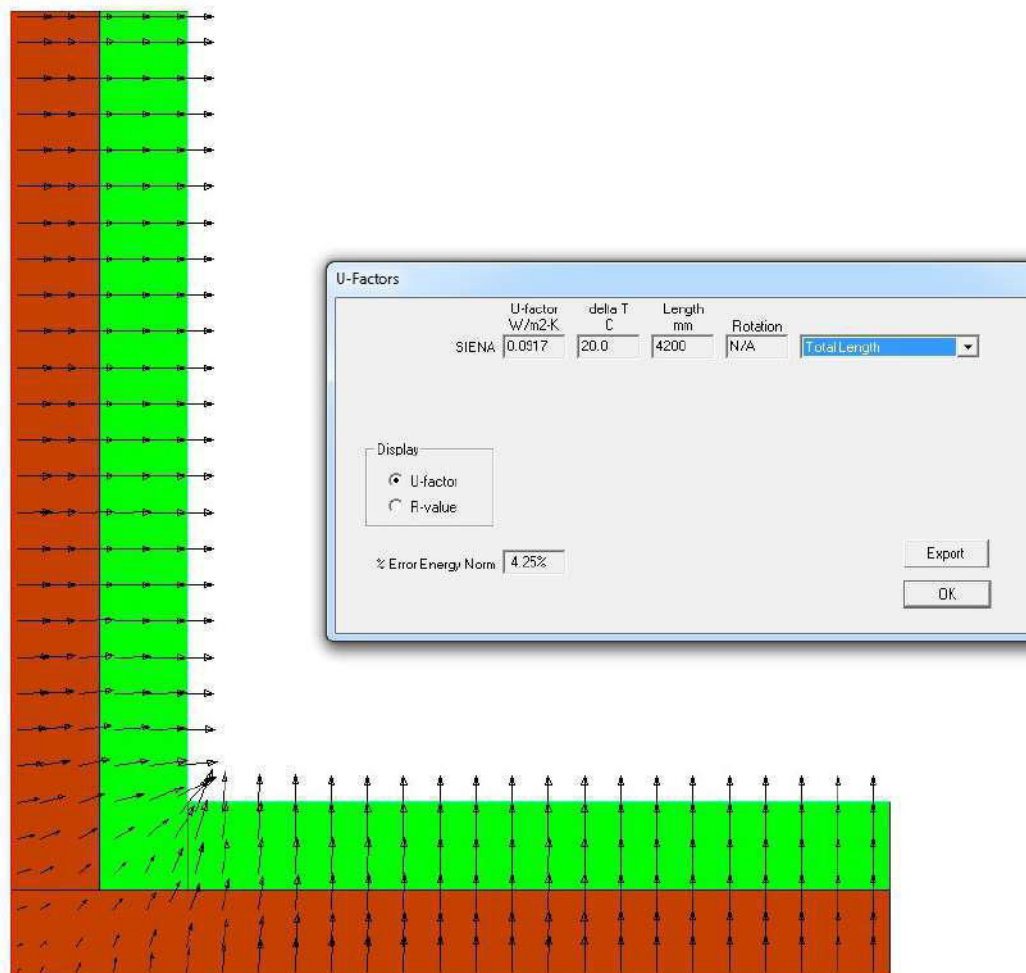 U-Factors
U-factor delta T Length
W/m2-K C mm Rotation
SIENA 0.0917 20.0 4200 N/A Total Length
Display
U-factor
R-value
% Error Energy Norm 4.25%
Export
OK